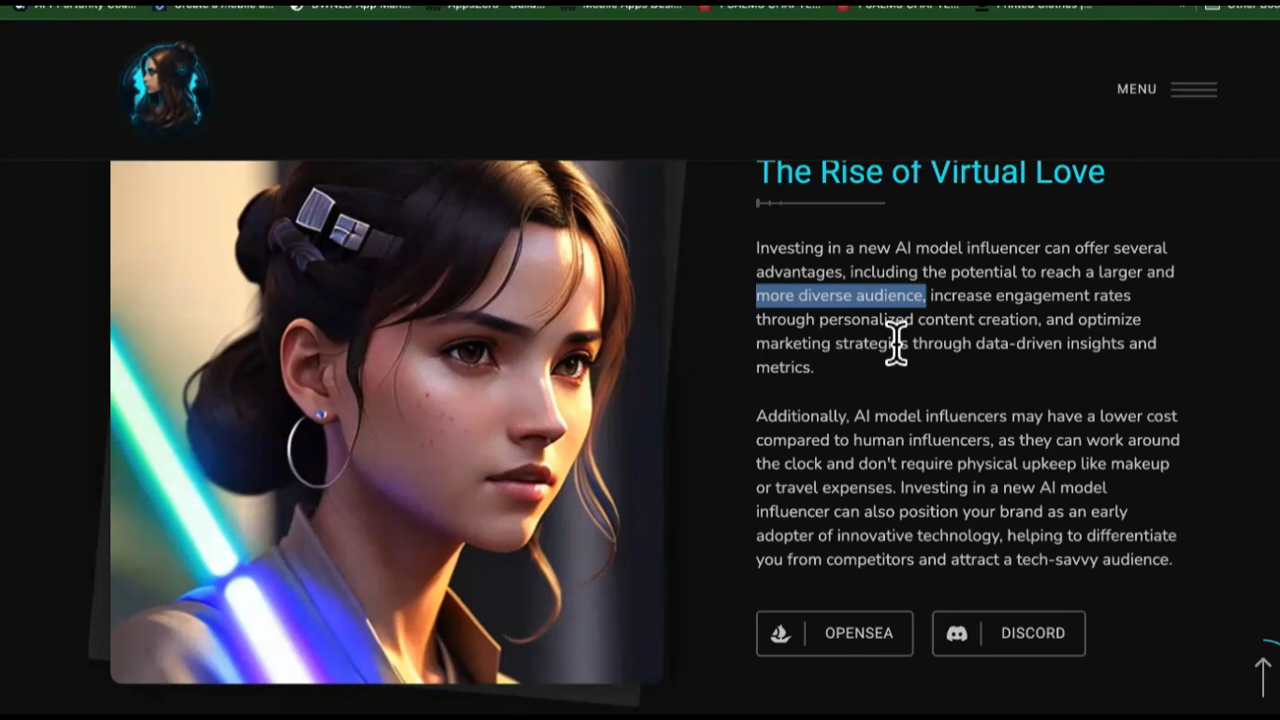 MENU
The Rise of Virtual Love
Investing in a new AI model influencer can offer several
advantages, including the potential to reach a larger and
more diverse audience, increase engagement rates
through personalized content creation, and optimize
marketing strategies through data-driven insights and
metrics.
Additionally, AI model influencers may have a lower cost
compared to human influencers, as they can work around
the clock and don't require physical upkeep like makeup
or travel expenses. Investing in a new AI model
influencer can also position your brand as an early
adopter of innovative technology, helping to differentiate
you from competitors and attract a tech-savvy audience.
OPENSEA
DISCORD